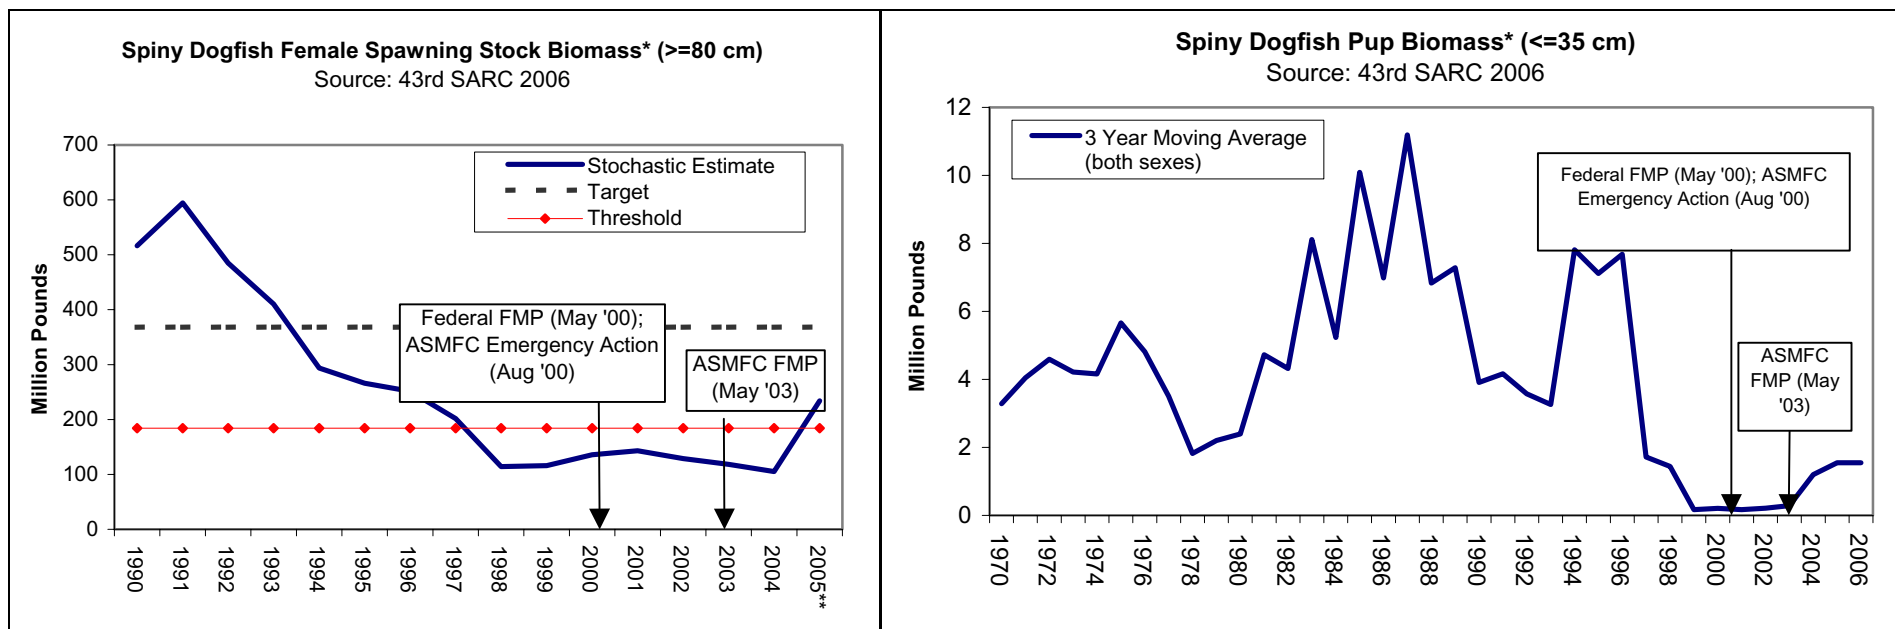 Spiny Dogfish Female Spawning Stock Biomass* (>=80 cm)
Source: 43rd SARC 2006
Million Pounds
700
600
500
400
300
200
100
0
Stochastic Estimate
Target
Threshold
Federal FMP (May '00);
ASMFC Emergency Action
(Aug '00)
ASMFC FMP
(May '03)
1990
1991
1992
1993
1994
1995
1996
1997
1998
1999
2000
2001
2002
2003
2004
2005**
Spiny Dogfish Pup Biomass* (<=35 cm)
Source: 43rd SARC 2006
Million Pounds
12
10
8
6
4
2
0
3 Year Moving Average
(both sexes)
Federal FMP (May '00); ASMFC
Emergency Action (Aug '00)
ASMFC
FMP (May
'03)
1970
1972
1974
1976
1978
1980
1982
1984
1986
1988
1990
1992
1994
1996
1998
2000
2002
2004
2006